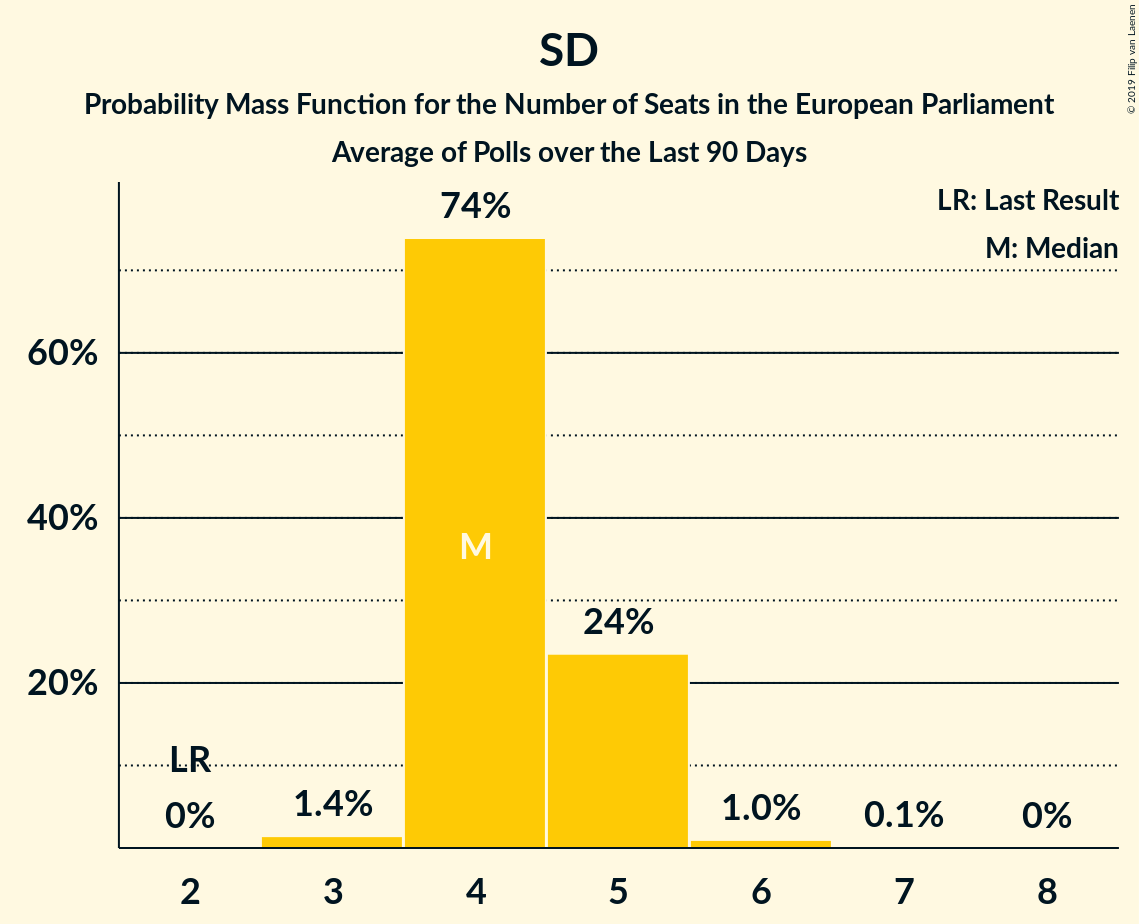 SD
Probability Mass Function for the Number of Seats in the European Parliament
Average of Polls over the Last 90 Days
© 2019 Filip van Laenen
LR: Last Result
M: Median
74%
60%
40%
M
24%
20%
LR
0%
1.4%
1.0%
0.1%
0%
2 3 4 5 6 7 8